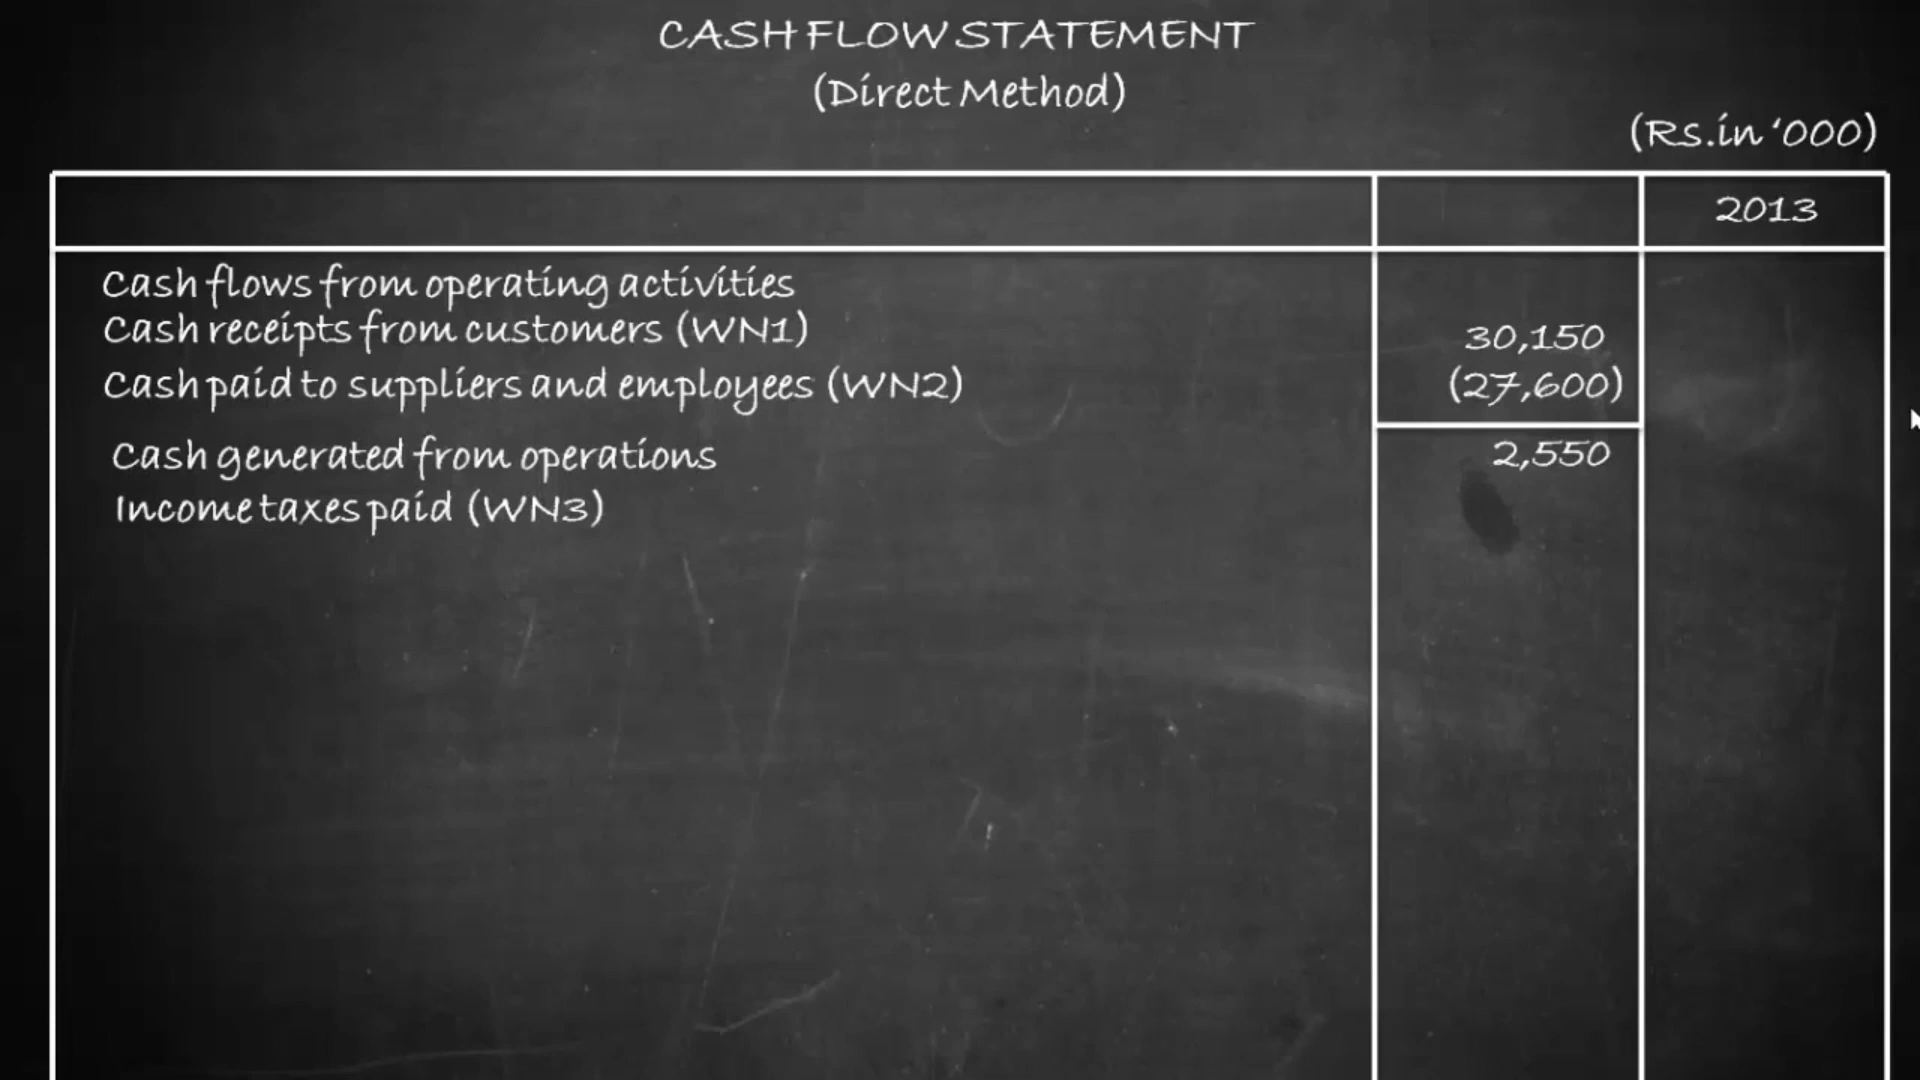 CASH FLOW STATEMENT
(Direct Method)
(Rs.in ‘000)
2013
Cash flows from operating activities
Cash receipts from customers (WN1) 30,150
Cash paid to suppliers and employees (WN2) (27,600)
Cash generated from operations 2,550
Income taxes paid (WN3)